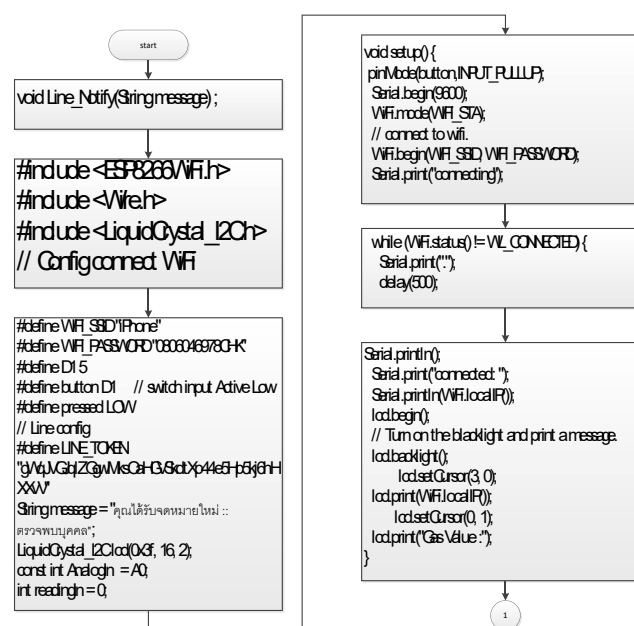 start
void Line_Notify(String message) ;
#include <ESP8266WiFi.h>
#include <Wire.h>
#include <LiquidCrystal_I2C.h>
// Config connect WiFi
#define WIFI_SSID "iPhone"
#define WIFI_PASSWORD "0806046978CHK"
#define D1 5
#define button D1 // switch input Active Low
#define pressed LOW
// Line config
#define LINE_TOKEN
String message = "คุณได้รับจดหมายใหม่ ::
ตรวจพบบุคคล";
LiquidCrystal_I2C lcd(0x3f, 16, 2);
const int AnalogIn = A0;
int readingIn = 0;
void setup() {
pinMode(button,INPUT_PULLUP);
Serial.begin(9600);
WiFi.mode(WIFI_STA);
// connect to wifi.
WiFi.begin(WIFI_SSID, WIFI_PASSWORD);
Serial.print("connecting");
while (WiFi.status() != WL_CONNECTED) {
Serial.print(".");
delay(500);
Serial.println();
Serial.print("connected: ");
Serial.println(WiFi.localIP());
lcd.begin();
// Turn on the blacklight and print a message.
lcd.backlight();
lcd.setCursor(3, 0);
lcd.print(WiFi.localIP());
lcd.setCursor(0, 1);
lcd.print("Gas Value :");
}
1